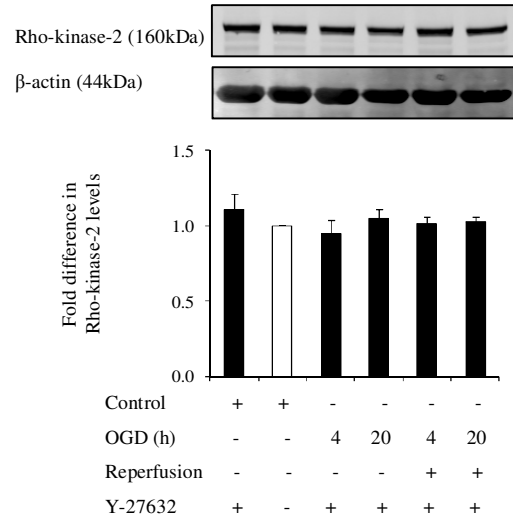 Rho-kinase-2 (160kDa)
β-actin (44kDa)
Fold difference in
Rho-kinase-2 levels
1.5
1.0
0.5
0.0
Control + + - - - -
OGD (h) - - 4 20 4 20
Reperfusion - - - - + +
Y-27632 + - + + + +